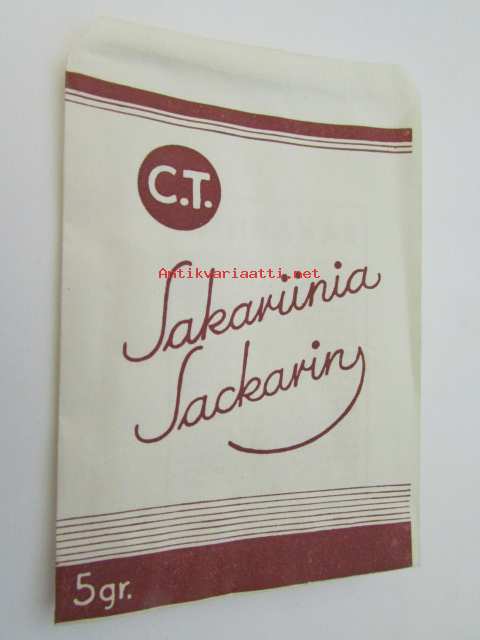 C.T.
Antikvariaatti.net
Sakariinia
Sackarin
5gr.